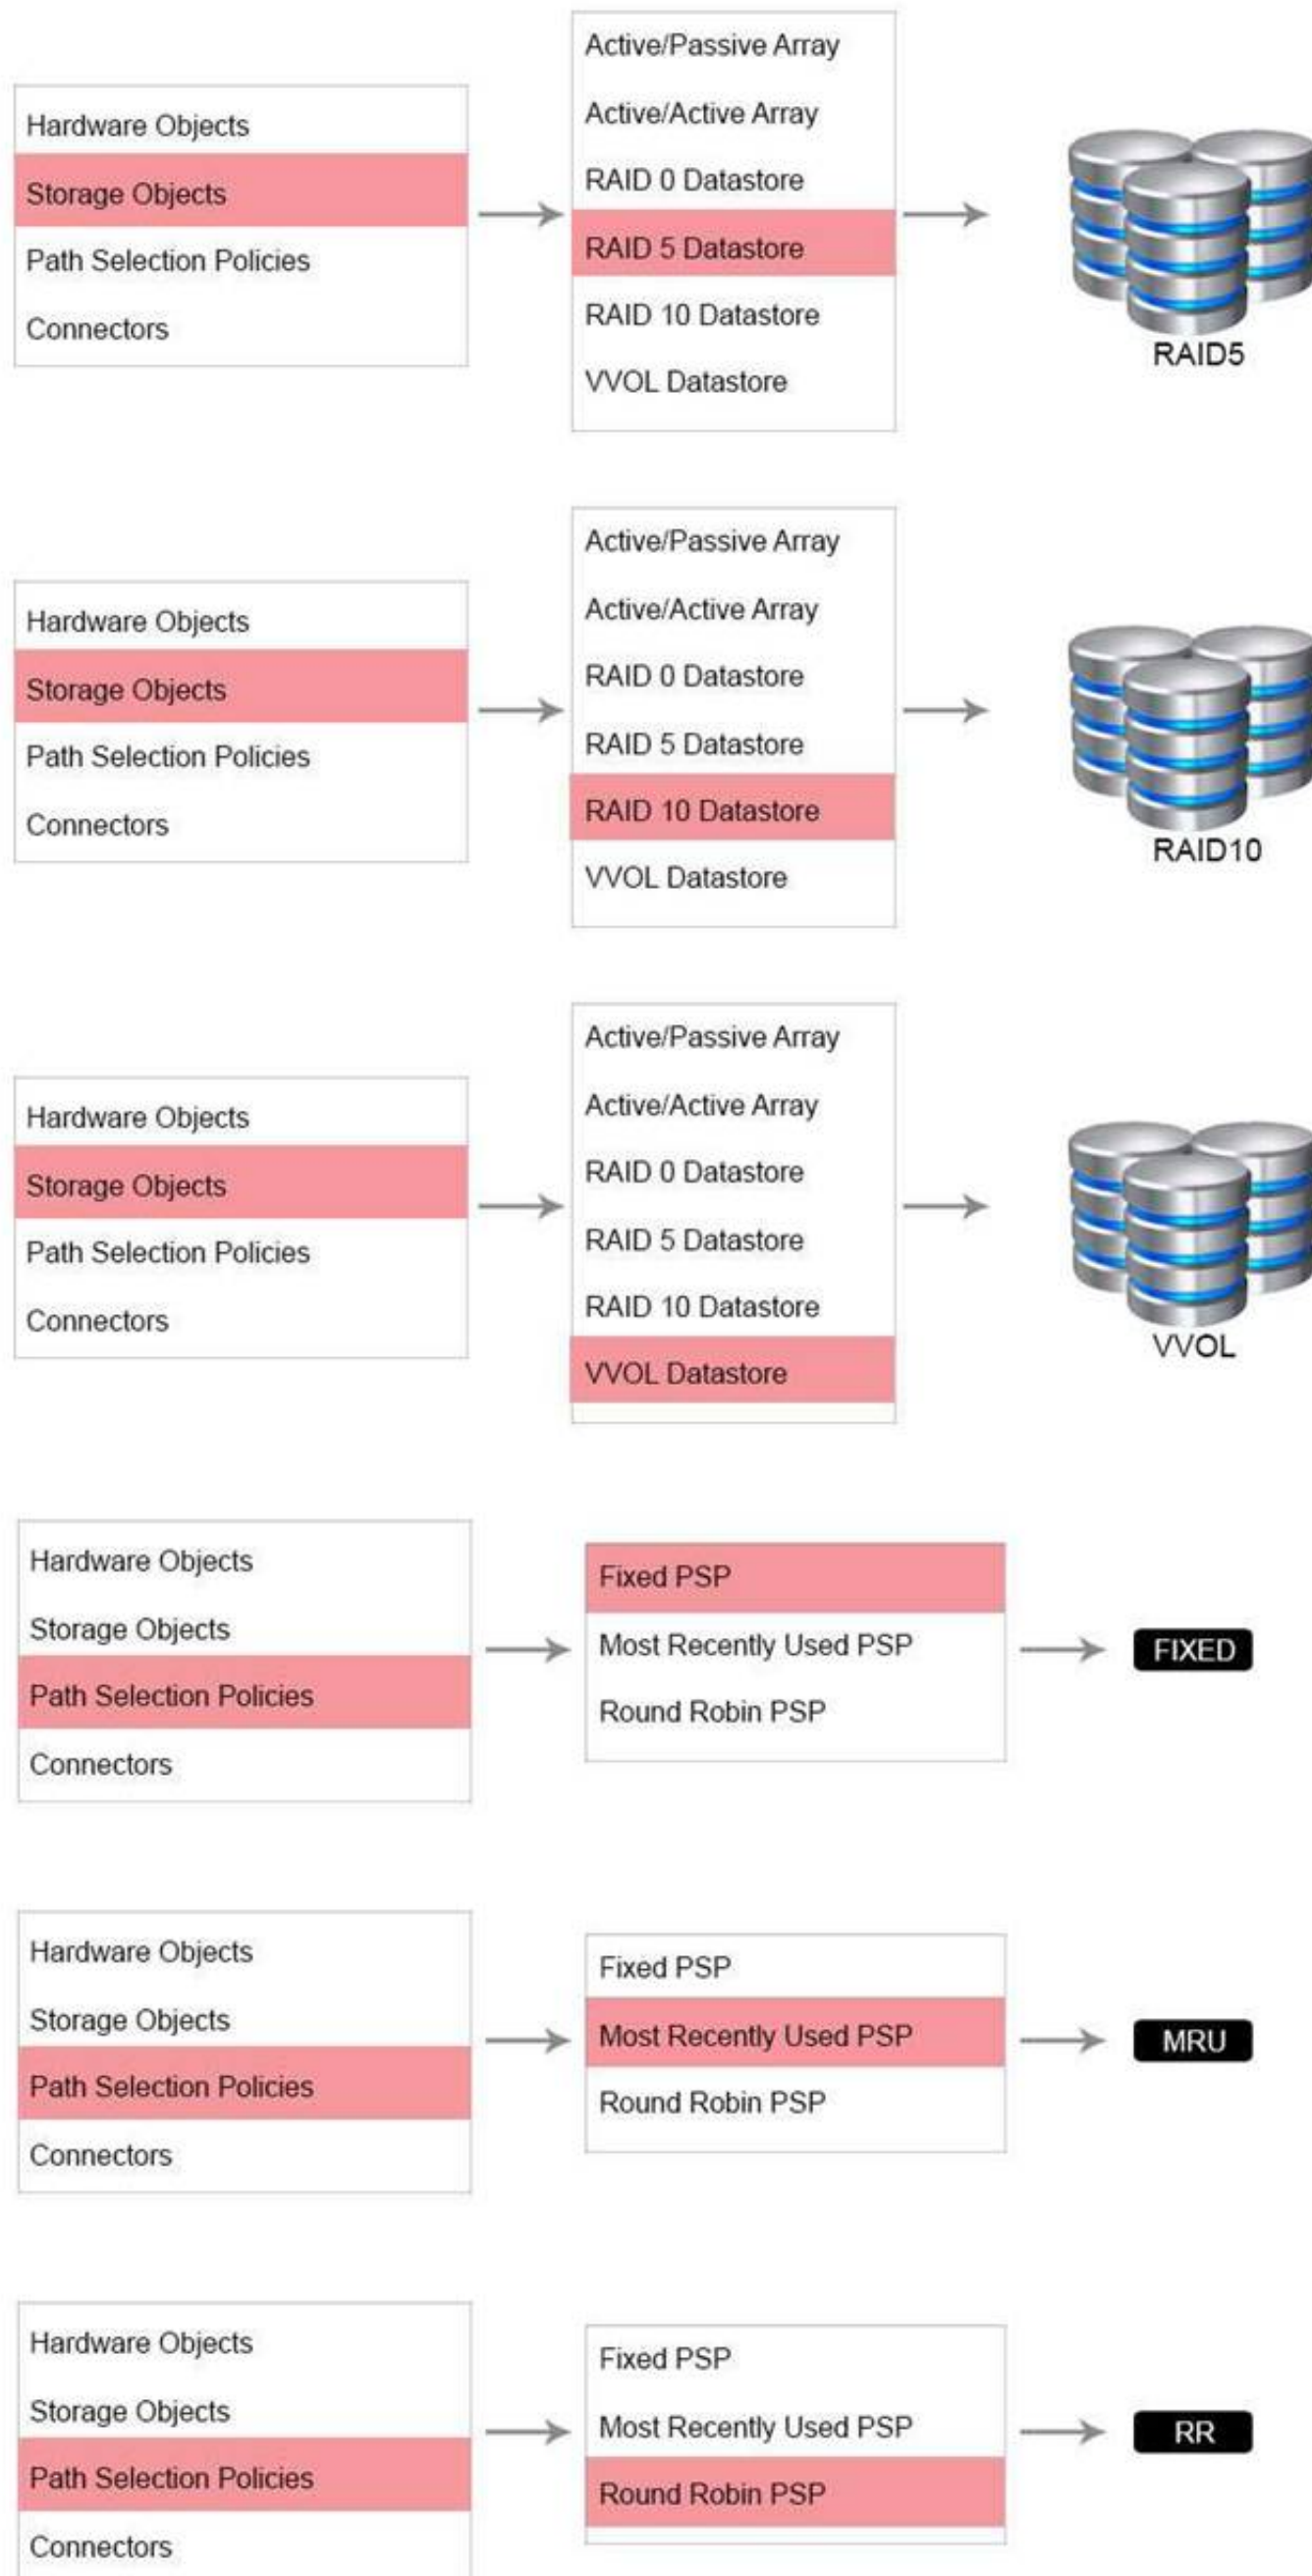 Hardware Objects
Storage Objects
Path Selection Policies
Connectors
Active/Passive Array
Active/Active Array
RAID 0 Datastore
RAID 5 Datastore
RAID 10 Datastore
VVOL Datastore
RAID5
Hardware Objects
Storage Objects
Path Selection Policies
Connectors
Active/Passive Array
Active/Active Array
RAID 0 Datastore
RAID 5 Datastore
RAID 10 Datastore
VVOL Datastore
RAID10
Hardware Objects
Storage Objects
Path Selection Policies
Connectors
Active/Passive Array
Active/Active Array
RAID 0 Datastore
RAID 5 Datastore
RAID 10 Datastore
VVOL Datastore
VVOL
Hardware Objects
Storage Objects
Path Selection Policies
Connectors
Fixed PSP
Most Recently Used PSP
Round Robin PSP
FIXED
Hardware Objects
Storage Objects
Path Selection Policies
Connectors
Fixed PSP
Most Recently Used PSP
Round Robin PSP
MRU
Hardware Objects
Storage Objects
Path Selection Policies
Connectors
Fixed PSP
Most Recently Used PSP
Round Robin PSP
RR